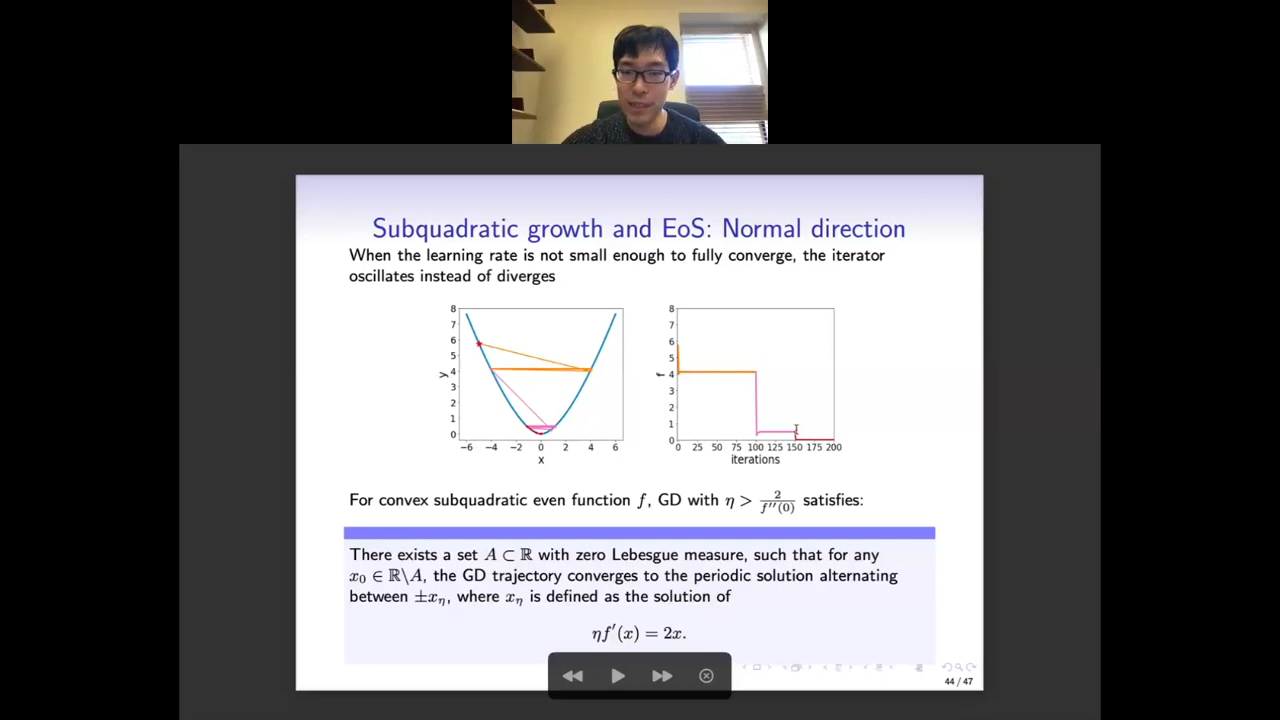 Subquadratic growth and EoS: Normal direction
When the learning rate is not small enough to fully converge, the iterator
oscillates instead of diverges
8
7
6
5
4
3
2
1
0
y
−6 −4 −2 0 2 4 6
x
8
7
6
5
4
3
2
1
0
f
0 25 50 75 100 125 150 175 200
iterations
For convex subquadratic even function f, GD with η > 2/f′′(0) satisfies:
There exists a set A ⊂ ℝ with zero Lebesgue measure, such that for any
x₀ ∈ ℝ\A, the GD trajectory converges to the periodic solution alternating
between ±xη, where xη is defined as the solution of
ηf′(x) = 2x.
44 / 47